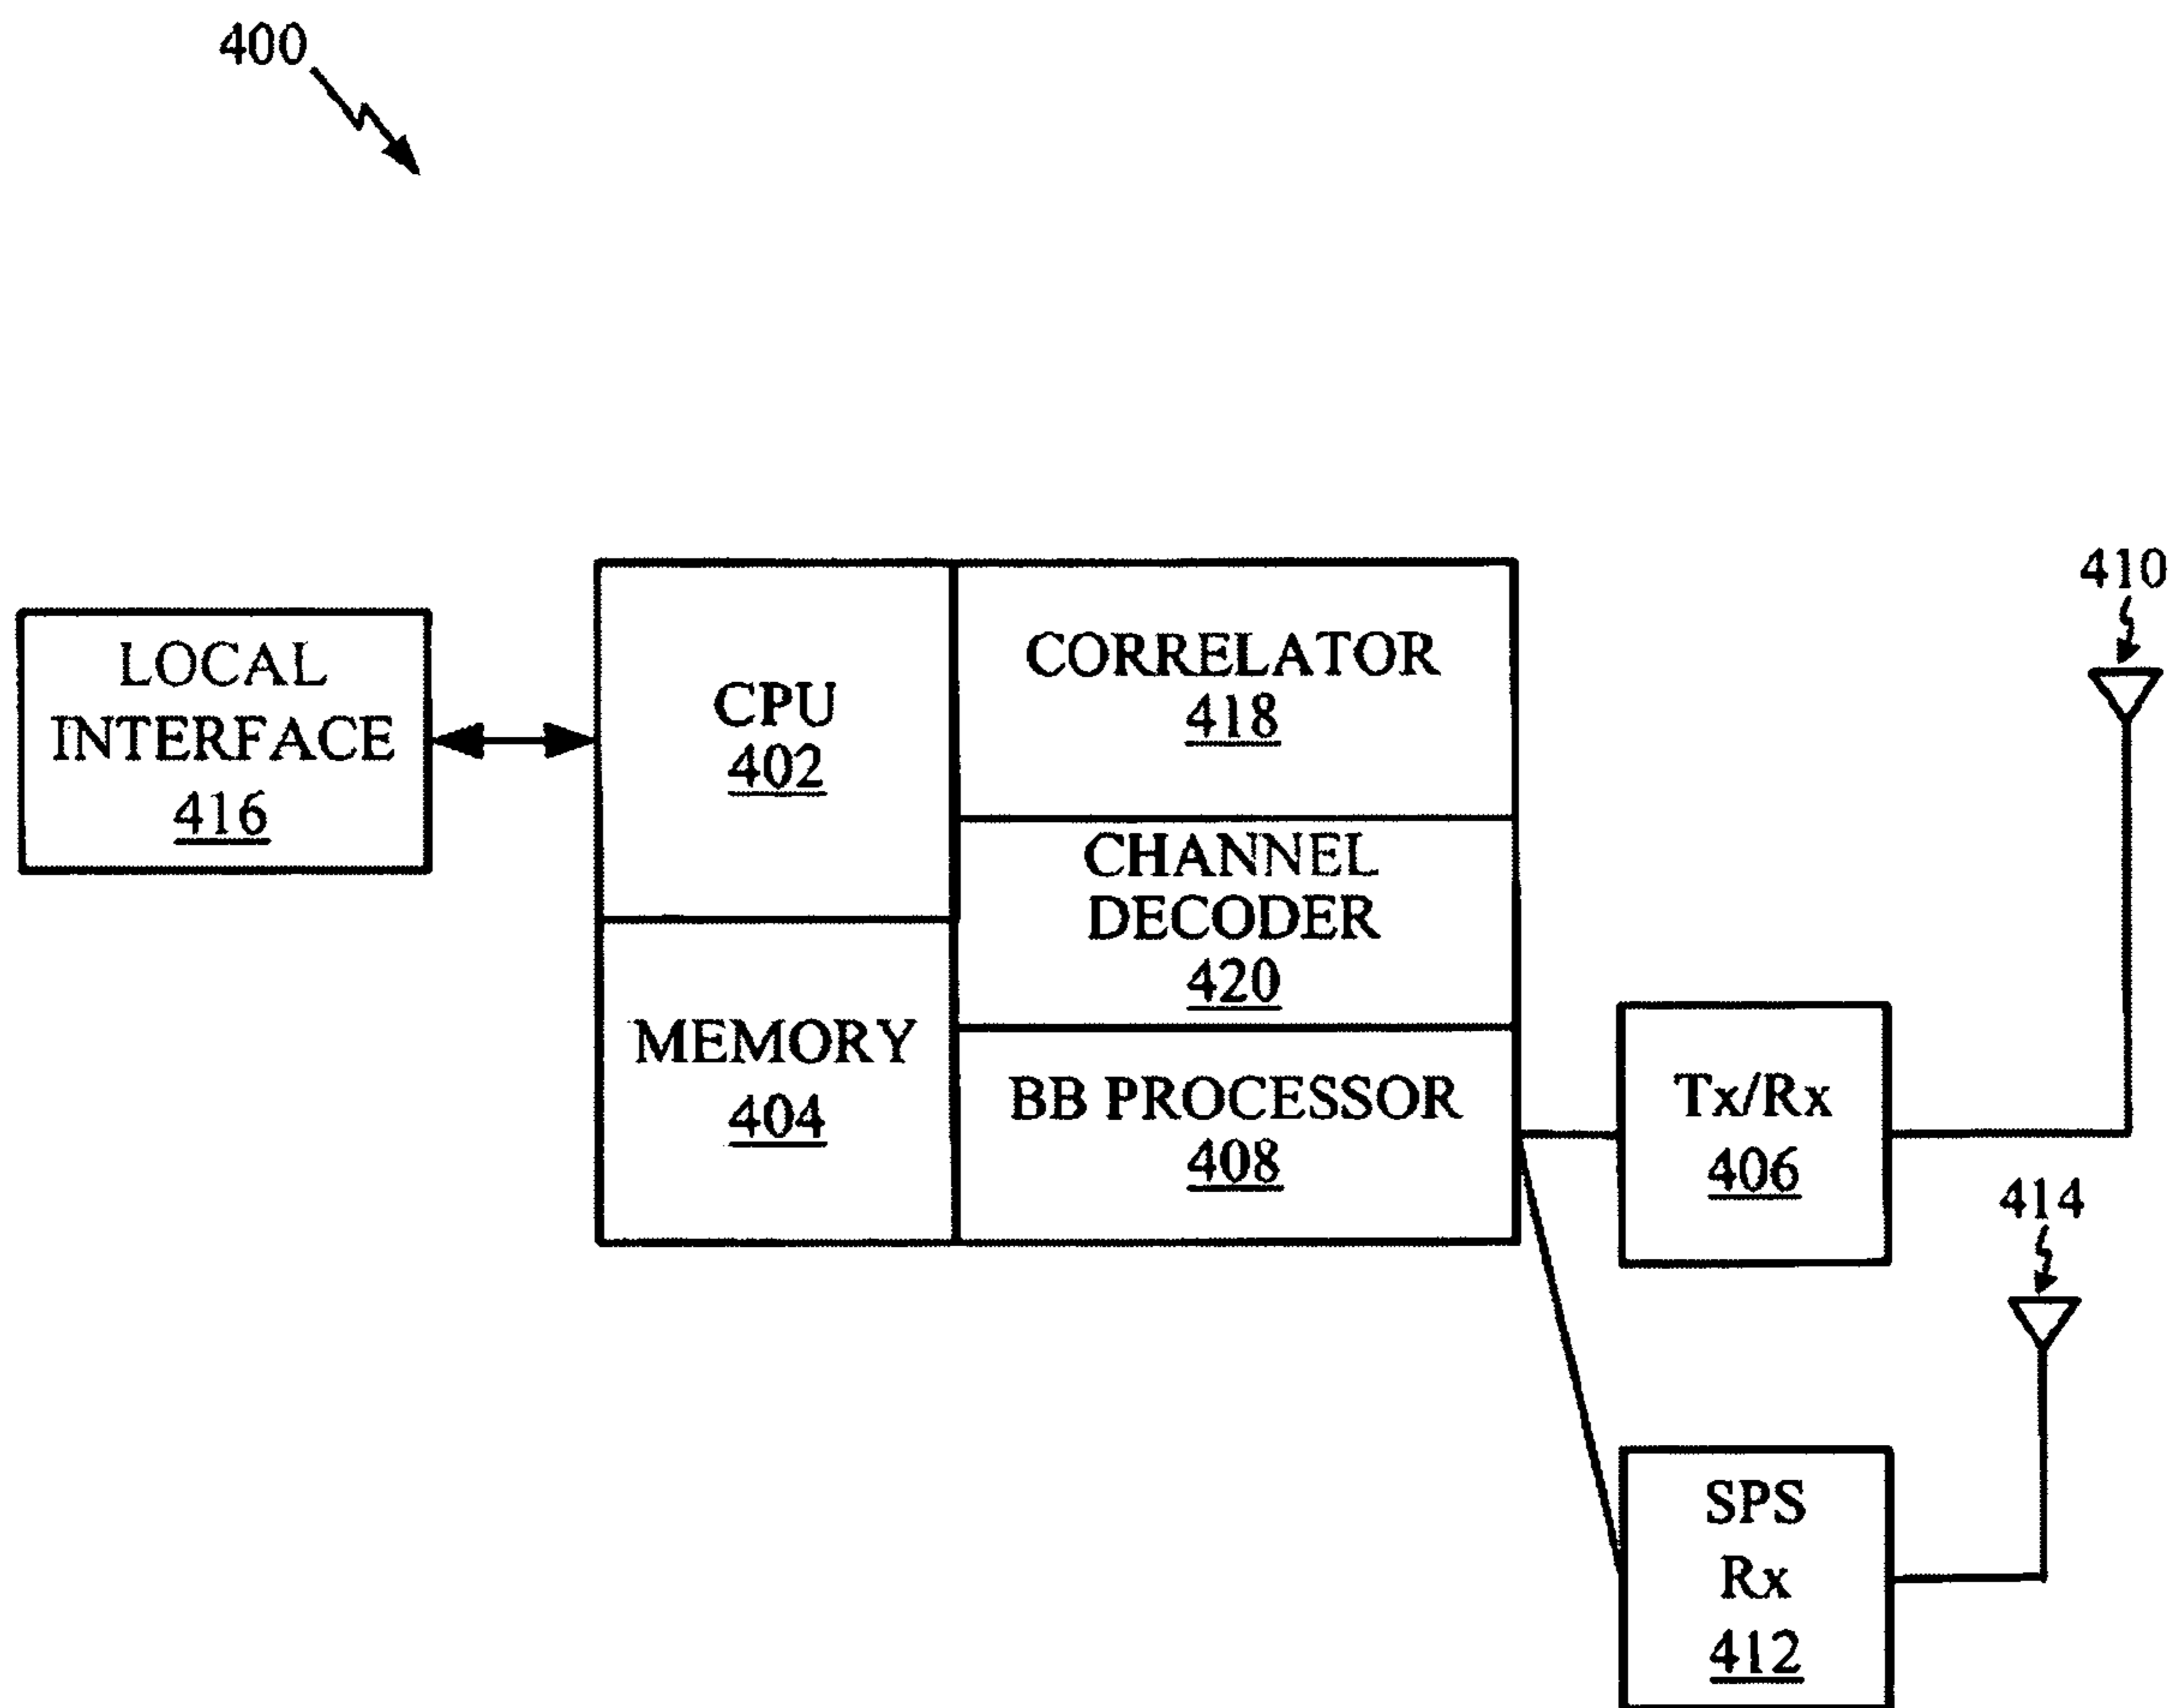 400
410
LOCAL
INTERFACE
416
CPU
402
CORRELATOR
418
CHANNEL
DECODER
420
MEMORY
404
BB PROCESSOR
408
Tx/Rx
406
414
SPS
Rx
412